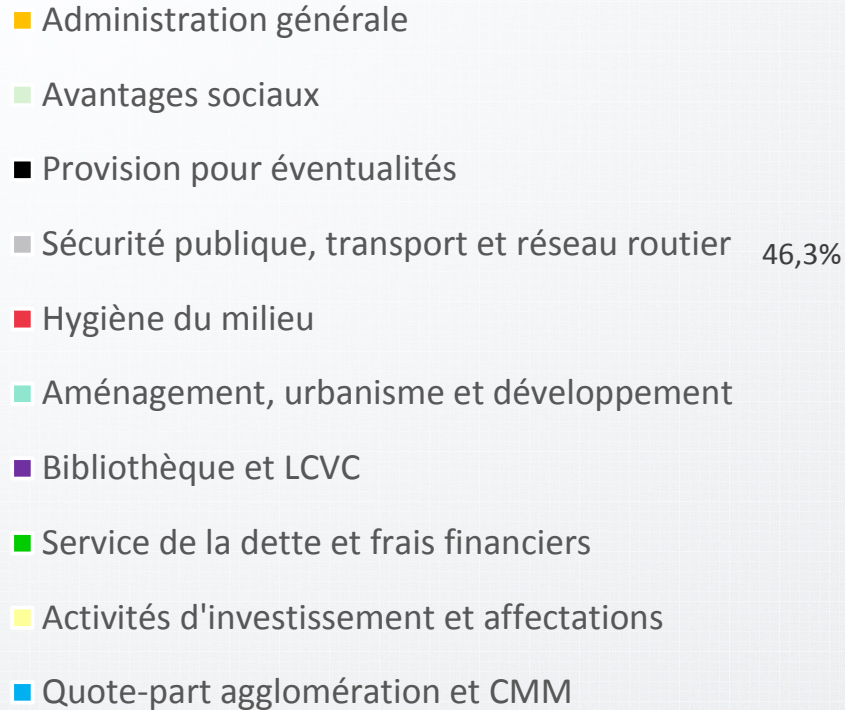 Administration générale
Avantages sociaux
Provision pour éventualités
Sécurité publique, transport et réseau routier
46,3%
Hygiène du milieu
Aménagement, urbanisme et développement
Bibliothèque et LCVC
Service de la dette et frais financiers
Activités d'investissement et affectations
Quote-part agglomération et CMM